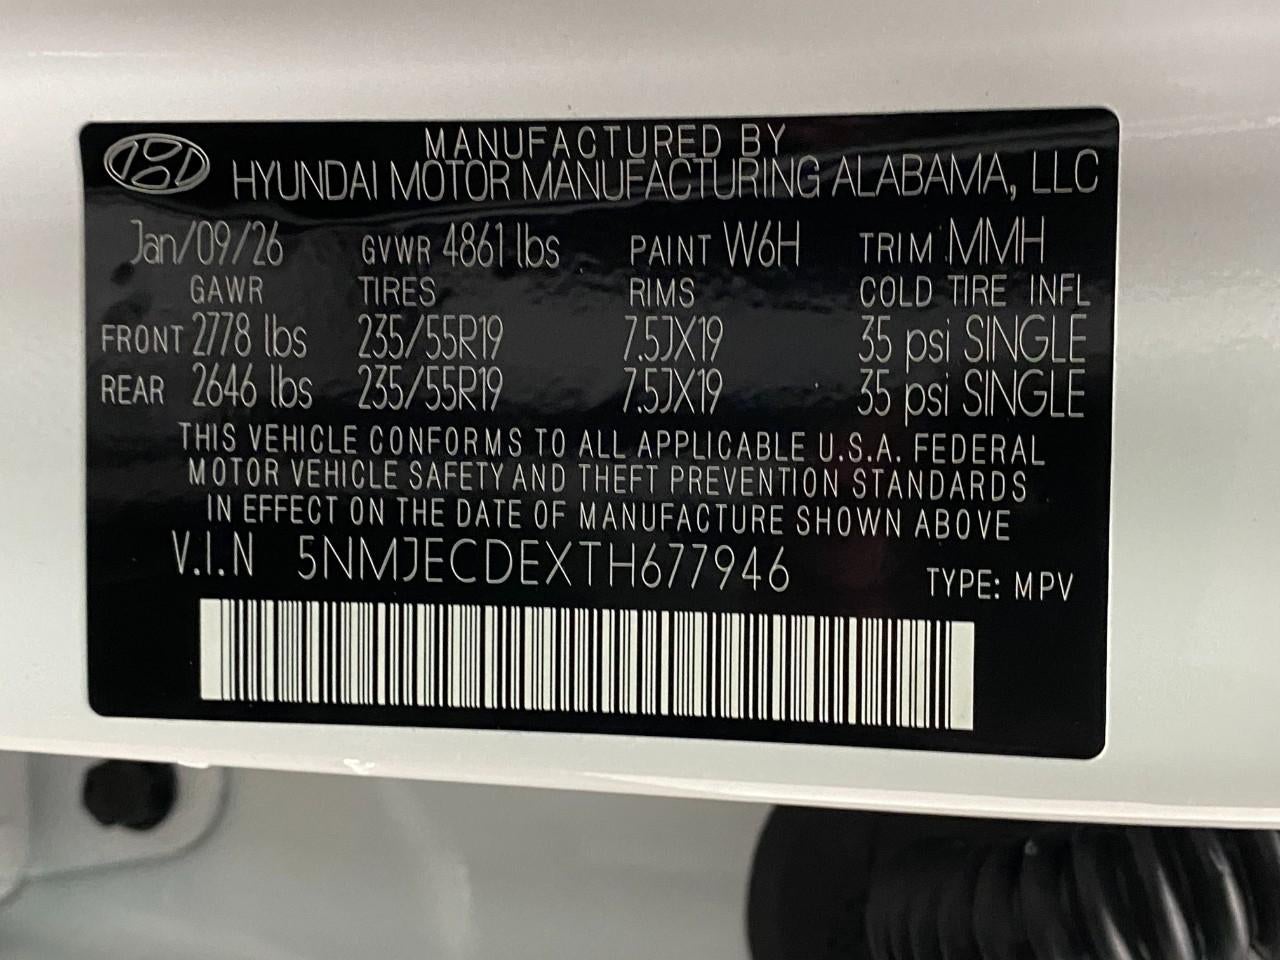 MANUFACTURED BY
HYUNDAI MOTOR MANUFACTURING ALABAMA, LLC
Jan/09/26 GVWR 4861 lbs PAINT W6H TRIM MMH
GAWR TIRES RIMS COLD TIRE INFL
FRONT 2778 lbs 235/55R19 7.5JX19 35 psi SINGLE
REAR 2646 lbs 235/55R19 7.5JX19 35 psi SINGLE
THIS VEHICLE CONFORMS TO ALL APPLICABLE U.S.A. FEDERAL
MOTOR VEHICLE SAFETY AND THEFT PREVENTION STANDARDS
IN EFFECT ON THE DATE OF MANUFACTURE SHOWN ABOVE
V.I.N 5NMJECDEXTH677946 TYPE: MPV